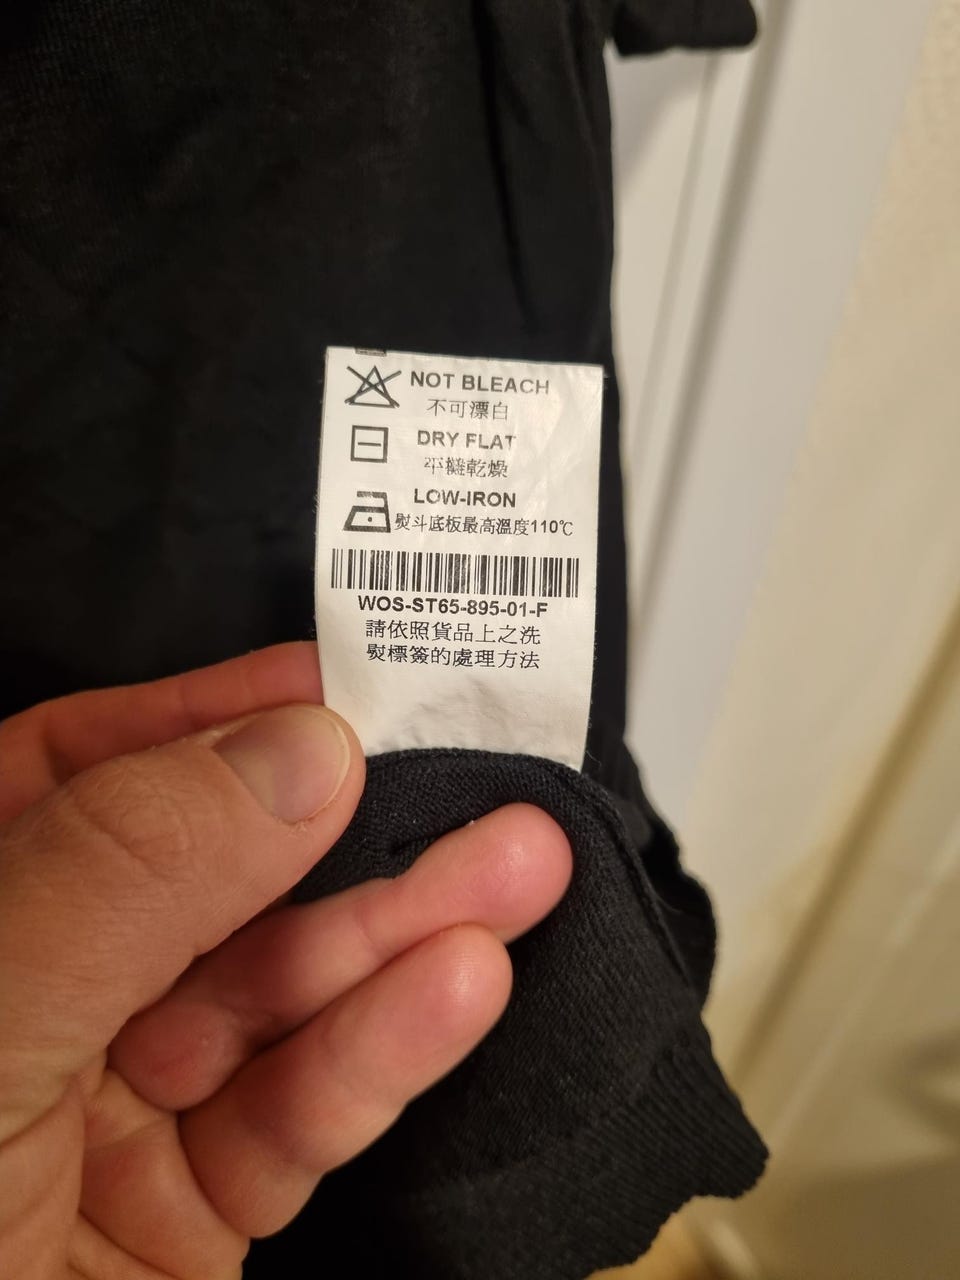 NOT BLEACH
不可漂白
DRY FLAT
平攤乾燥
LOW-IRON
熨斗底板最高溫度110℃
WOS-ST65-895-01-F
請依照貨品上之洗
熨標簽的處理方法